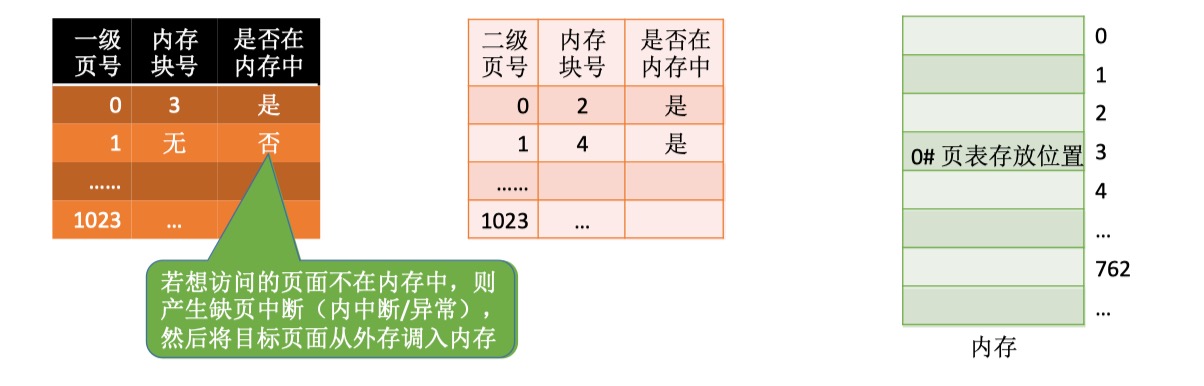 一级页号 内存块号 是否在内存中
0 3 是
1 无 否
......
1023 ...
若想访问的页面不在内存中，则
产生缺页中断（内中断/异常），
然后将目标页面从外存调入内存
二级页号 内存块号 是否在内存中
0 2 是
1 4 是
......
1023 ...
0
1
2
0# 页表存放位置 3
4
...
762
...
内存